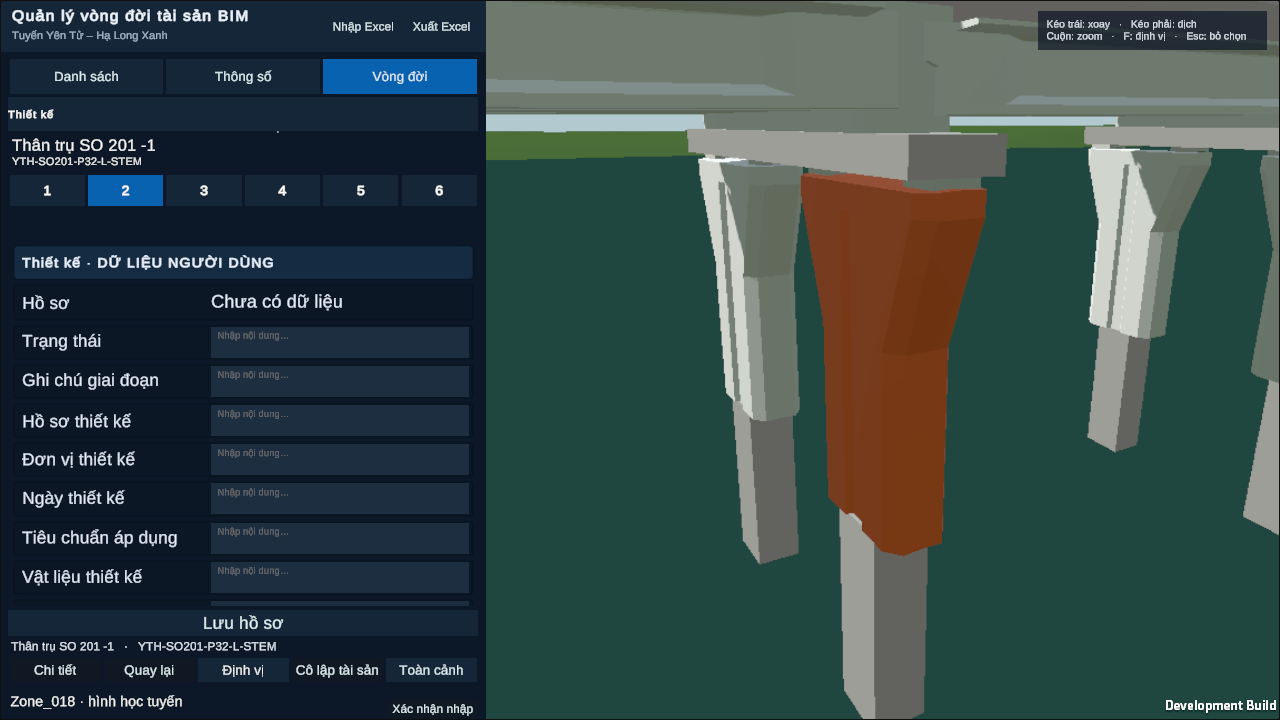 Quản lý vòng đời tài sản BIM
Tuyến Yên Tử – Hạ Long Xanh
Nhập Excel
Xuất Excel
Danh sách
Thông số
Vòng đời
Thiết kế
Thân trụ SO 201 -1
YTH-SO201-P32-L-STEM
1
2
3
4
5
6
Thiết kế · DỮ LIỆU NGƯỜI DÙNG
Hồ sơ
Chưa có dữ liệu
Trạng thái
Nhập nội dung...
Ghi chú giai đoạn
Nhập nội dung...
Hồ sơ thiết kế
Nhập nội dung...
Đơn vị thiết kế
Nhập nội dung...
Ngày thiết kế
Nhập nội dung...
Tiêu chuẩn áp dụng
Nhập nội dung...
Vật liệu thiết kế
Nhập nội dung...
Lưu hồ sơ
Thân trụ SO 201 -1 · YTH-SO201-P32-L-STEM
Chi tiết
Quay lại
Định vị
Cô lập tài sản
Toàn cảnh
Zone_018 · hình học tuyến
Xác nhận nhập
Kéo trái: xoay · Kéo phải: dịch
Cuộn: zoom · F: định vị · Esc: bỏ chọn
Development Build